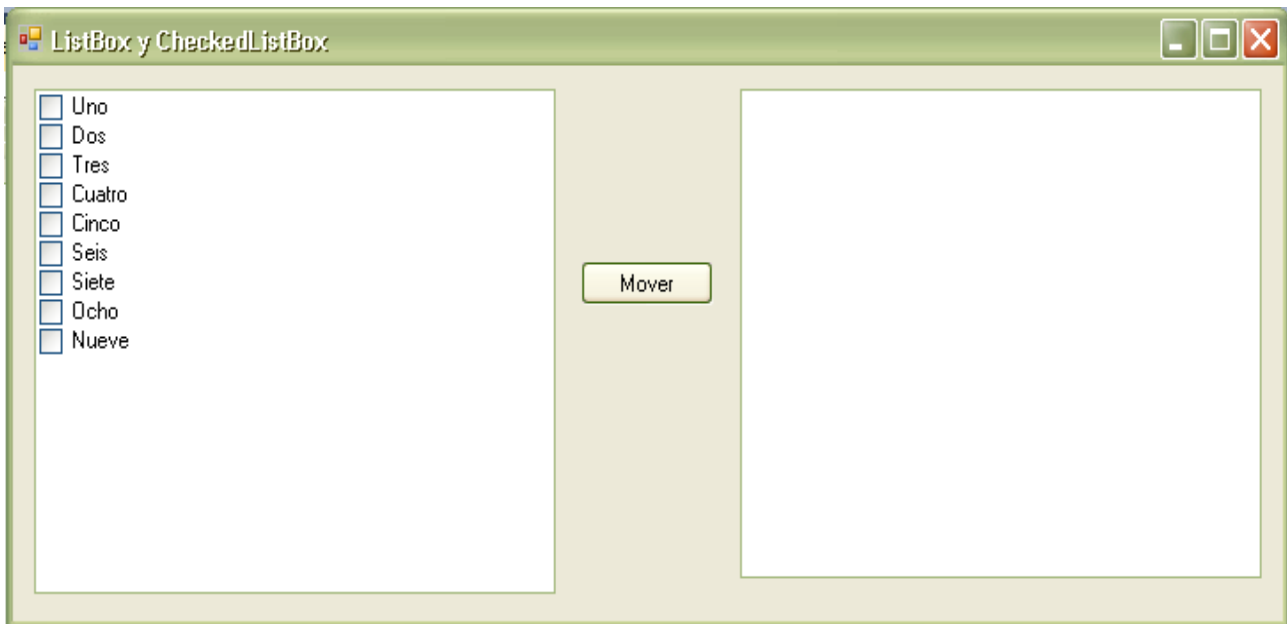 ListBox y CheckedListBox
Uno
Dos
Tres
Cuatro
Cinco
Seis
Siete
Ocho
Nueve
Mover